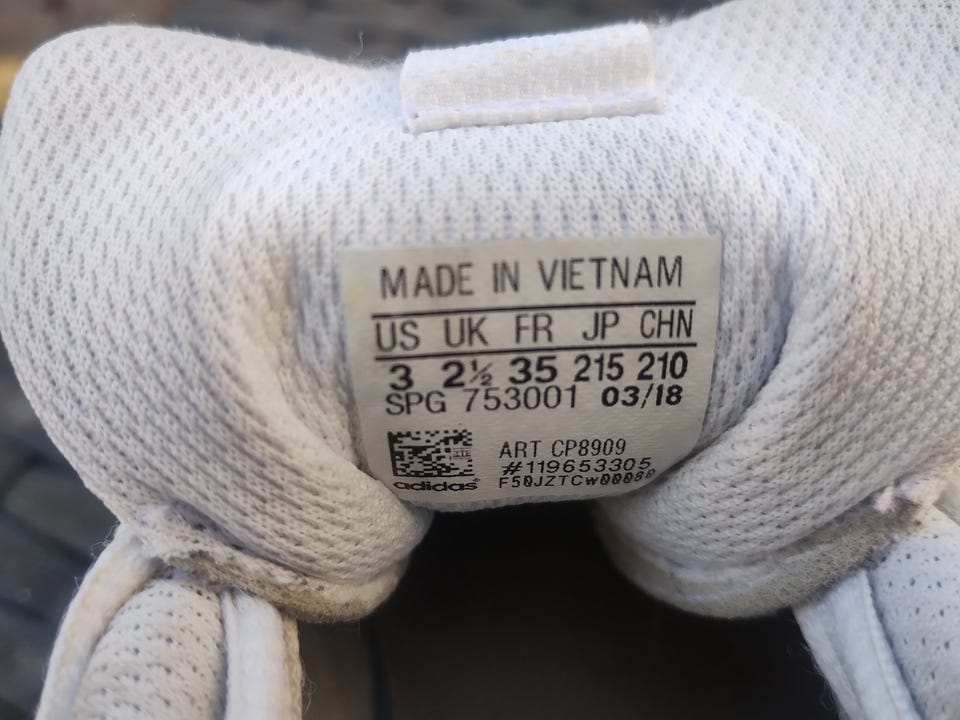 MADE IN VIETNAM
US UK FR JP CHN
3 2½ 35 215 210
SPG 753001 03/18
ART CP8909
#119653305
F50JZTCw00080
adidas